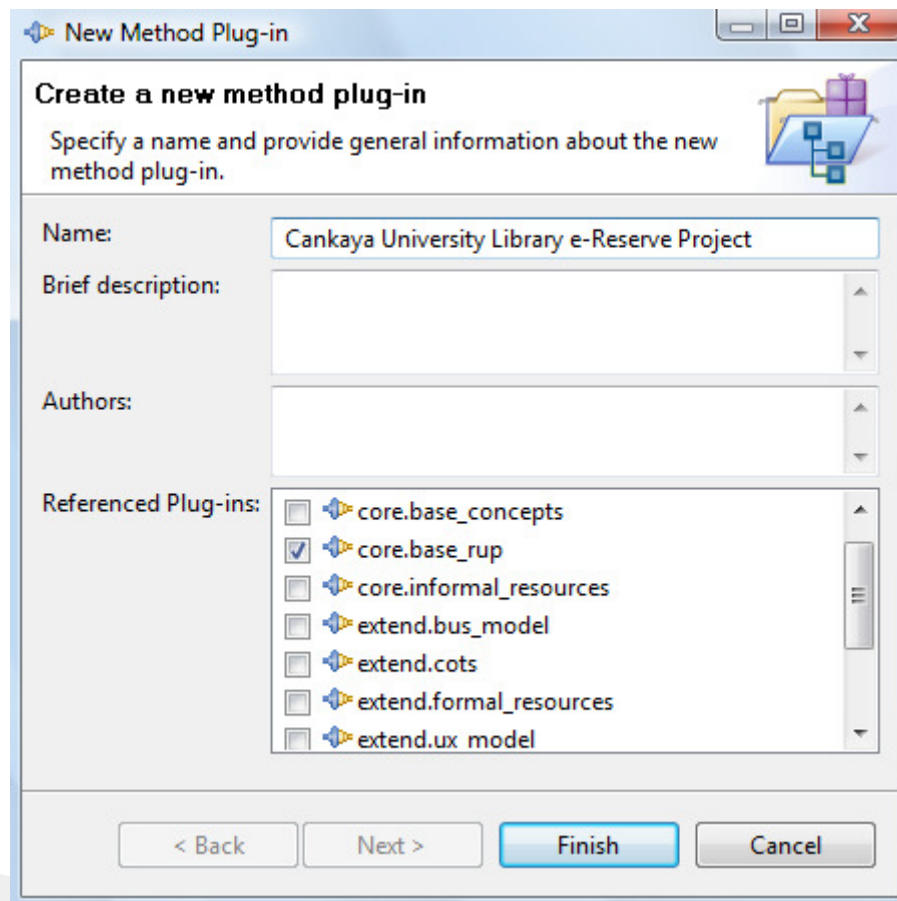 New Method Plug-in
Create a new method plug-in
Specify a name and provide general information about the new
method plug-in.
Name:
Cankaya University Library e-Reserve Project
Brief description:
Authors:
Referenced Plug-ins:
core.base_concepts
core.base_rup
core.informal_resources
extend.bus_model
extend.cots
extend.formal_resources
extend.ux_model
< Back
Next >
Finish
Cancel